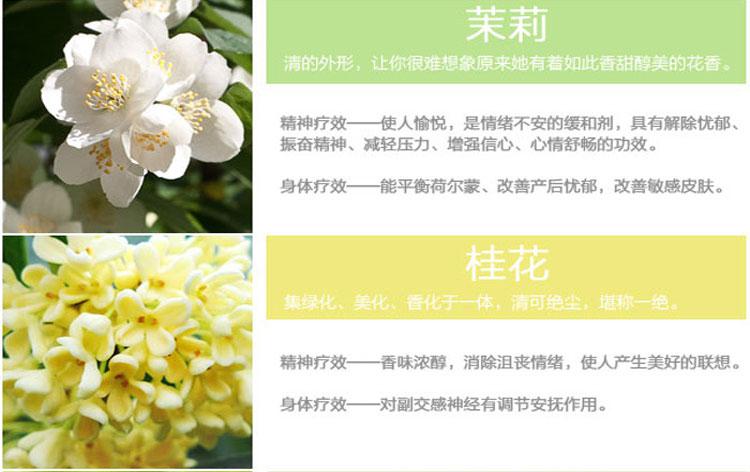 茉莉
清的外形，让你很难想象原来她有着如此香甜醇美的花香。
精神疗效——使人愉悦，是情绪不安的缓和剂，具有解除忧郁、
振奋精神、减轻压力、增强信心、心情舒畅的功效。
身体疗效——能平衡荷尔蒙、改善产后忧郁，改善敏感皮肤。
桂花
集绿化、美化、香化于一体，清可绝尘，堪称一绝。
精神疗效——香味浓醇，消除沮丧情绪，使人产生美好的联想。
身体疗效——对副交感神经有调节安抚作用。